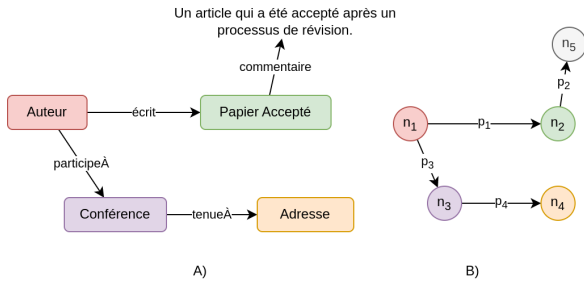 Un article qui a été accepté après un
processus de révision.
commentaire
Auteur
écrit
Papier Accepté
participeÀ
Conférence
tenueÀ
Adresse
A)
n5
p2
n1
p1
n2
p3
n3
p4
n4
B)